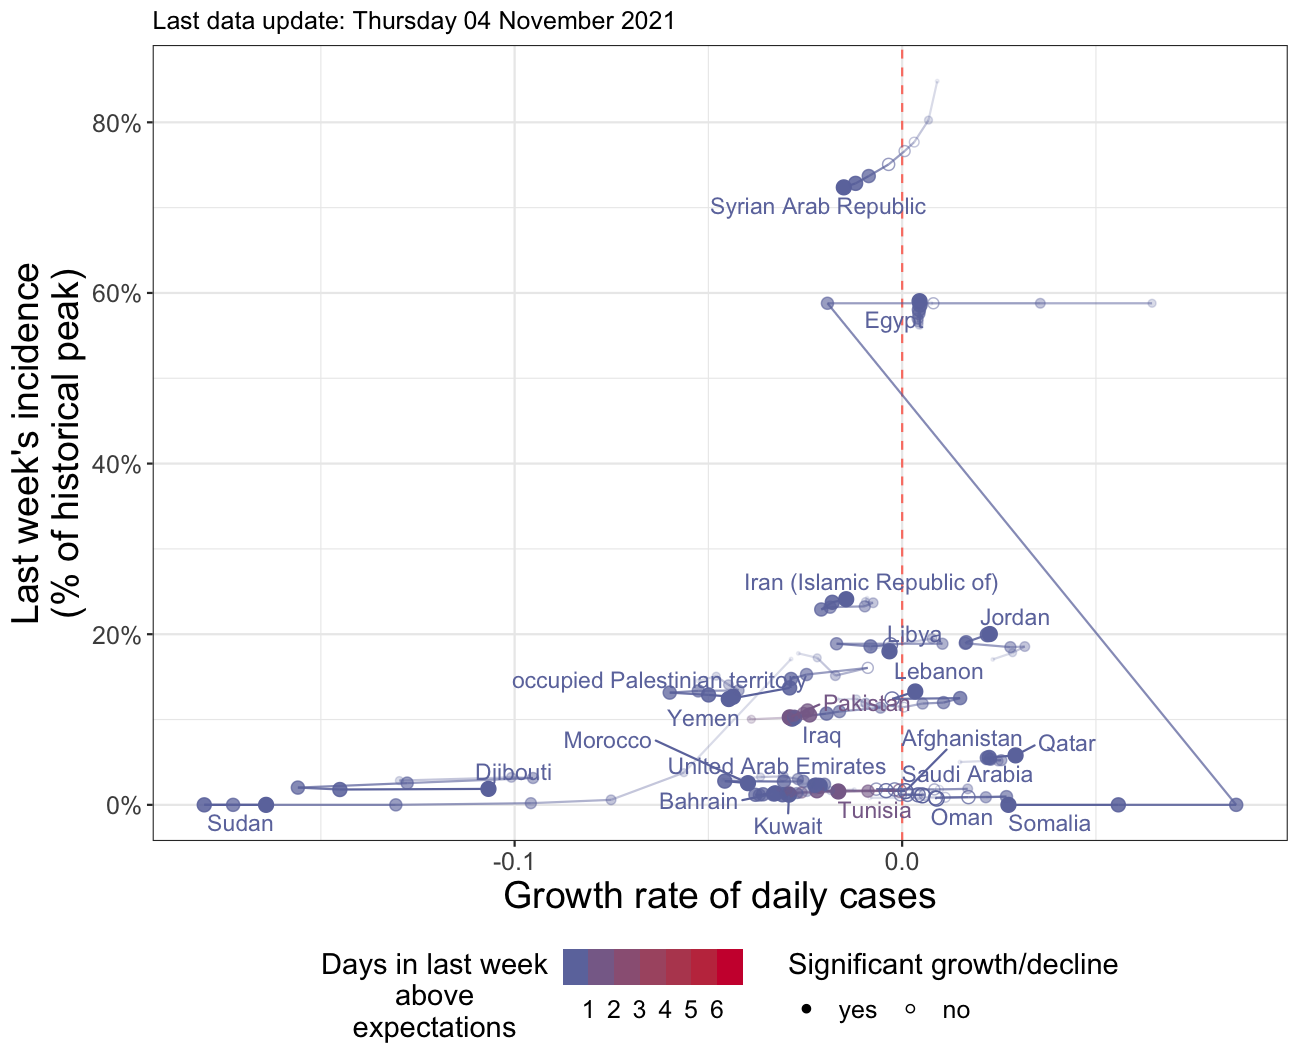 Last data update: Thursday 04 November 2021
Last week's incidence
(% of historical peak)
80%
60%
40%
20%
0%
Syrian Arab Republic
Egypt
Iran (Islamic Republic of)
Jordan
Libya
Lebanon
occupied Palestinian territory
Pakistan
Yemen
Iraq
Morocco
Afghanistan
Qatar
United Arab Emirates
Djibouti
Saudi Arabia
Bahrain
Tunisia
Oman
Sudan
Kuwait
Somalia
-0.1
0.0
Growth rate of daily cases
Days in last week
above
expectations
1 2 3 4 5 6
Significant growth/decline
yes
no